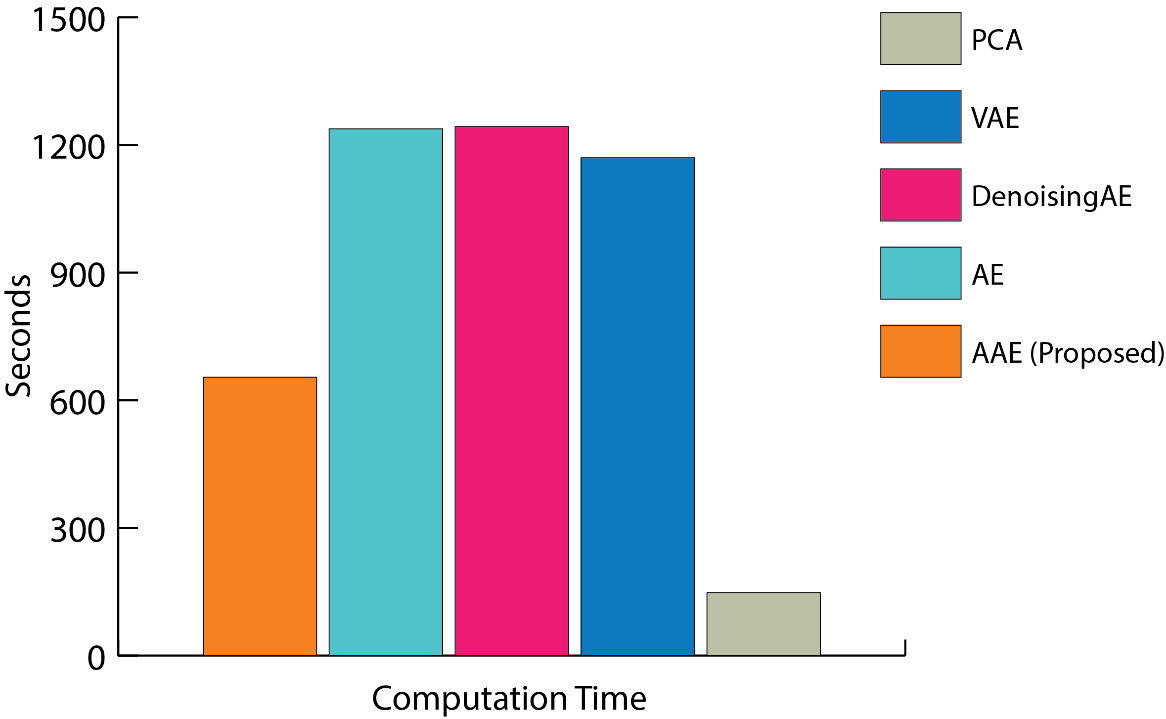 1500
1200
900
600
300
0
Seconds
Computation Time
PCA
VAE
DenoisingAE
AE
AAE (Proposed)